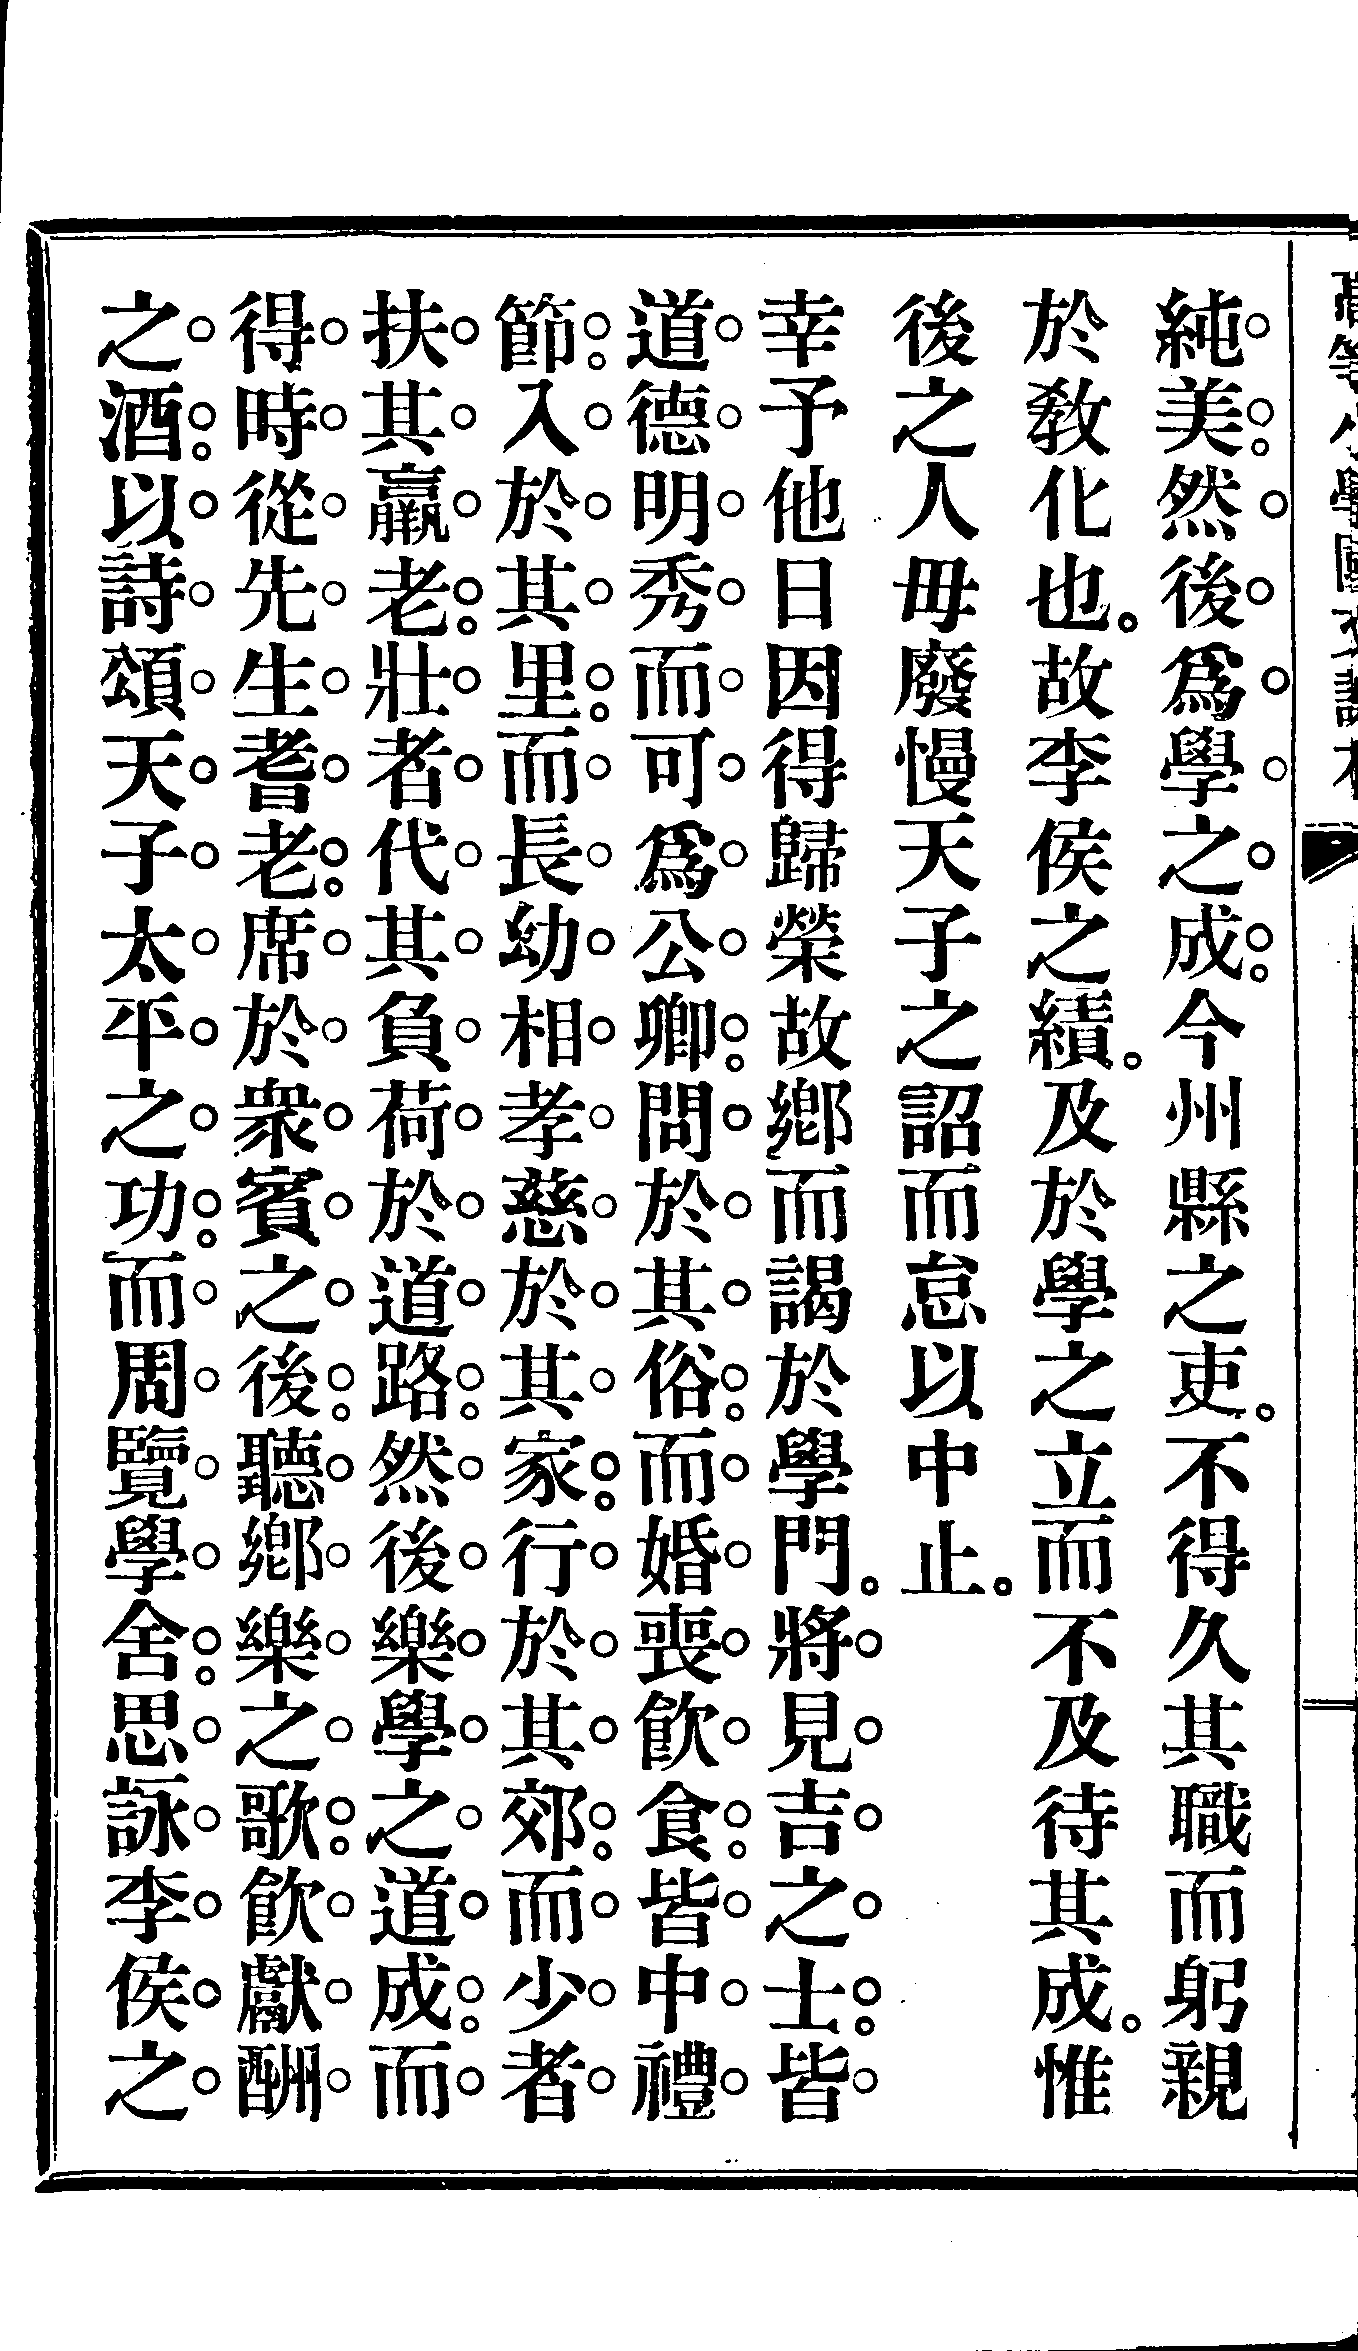 純美。然後爲學之成。今州縣之吏。不得久其職而躬親
於敎化也。故李侯之績。及於學之立而不及待其成。惟
後之人毋廢慢天子之詔而怠以中止。
幸予他日因得歸榮故鄕而謁於學門。將見吉之士。皆
道德明秀而可爲公卿。問於其俗。而婚喪飮食。皆中禮
節。入於其里。而長幼相孝慈於其家。行於其郊。而少者
扶其羸老。壯者代其負荷於道路。然後樂學之道成。而
得時從先生耆老。席於衆賓之後。聽鄕樂之歌。飮獻酬
之酒。以詩頌天子太平之功。而周覽學舍。思詠李侯之